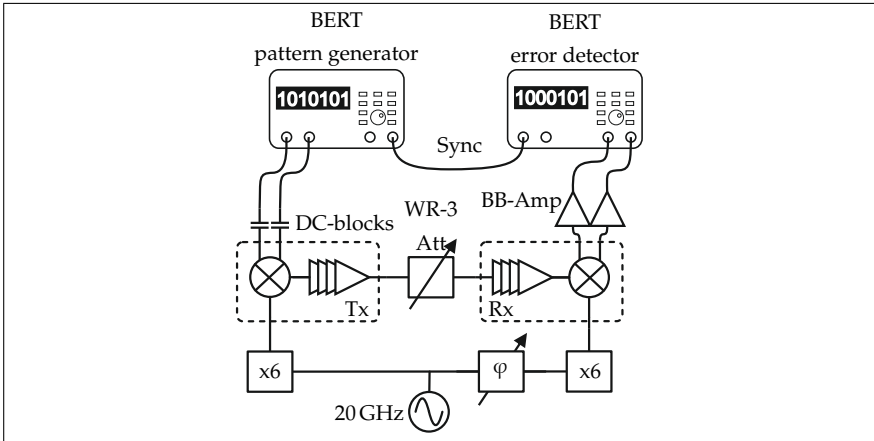 BERT
pattern generator
BERT
error detector
1010101
1000101
Sync
DC-blocks
WR-3
Att
BB-Amp
Tx
Rx
x6
φ
x6
20 GHz